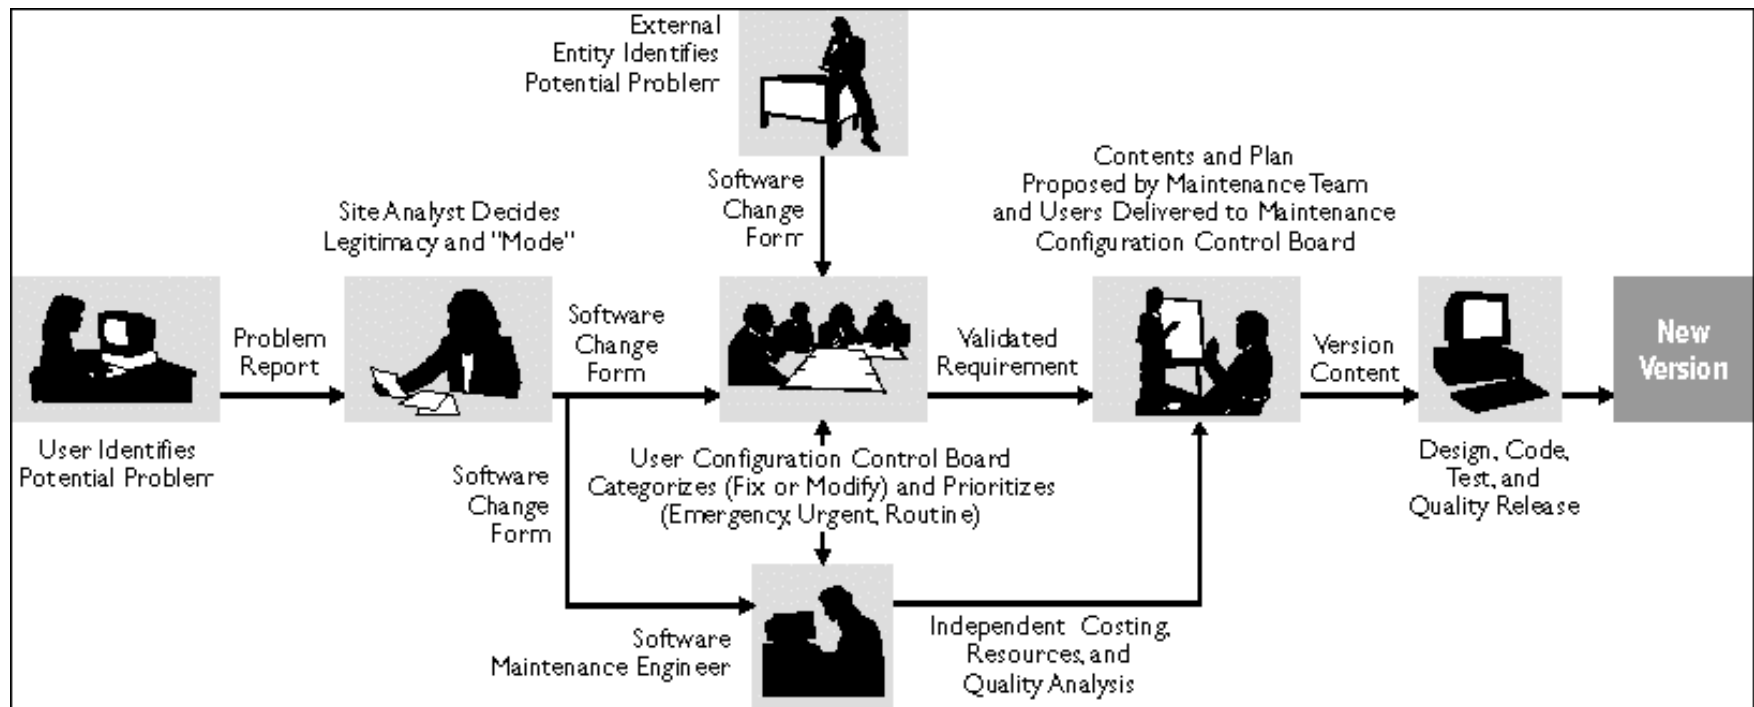 External
Entity Identifies
Potential Problem
Software
Change
Form
Contents and Plan
Proposed by Maintenance Team
and Users Delivered to Maintenance
Configuration Control Board
Site Analyst Decides
Legitimacy and "Mode"
Problem
Report
Software
Change
Form
Validated
Requirement
Version
Content
New
Version
User Identifies
Potential Problem
Software
Change
Form
User Configuration Control Board
Categorizes (Fix or Modify) and Prioritizes
(Emergency, Urgent, Routine)
Design, Code,
Test, and
Quality Release
Software
Maintenance Engineer
Independent Costing,
Resources, and
Quality Analysis